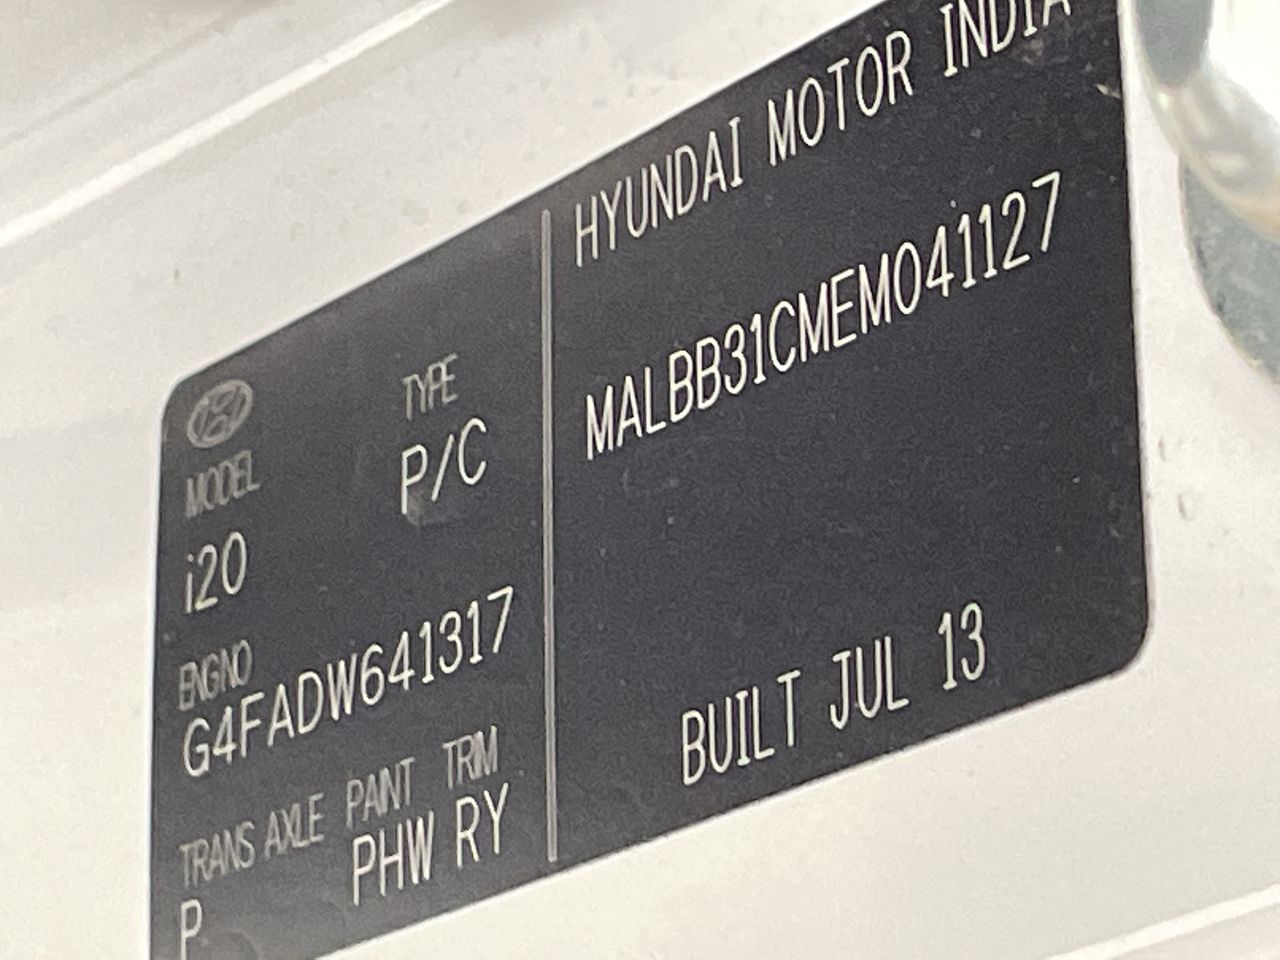 HYUNDAI MOTOR INDIA
MALBB31CMEM041127
BUILT JUL 13
TYPE
P/C
MODEL
i20
ENGNO
G4FADW641317
TRANS AXLE PAINT TRIM
PHW RY
P